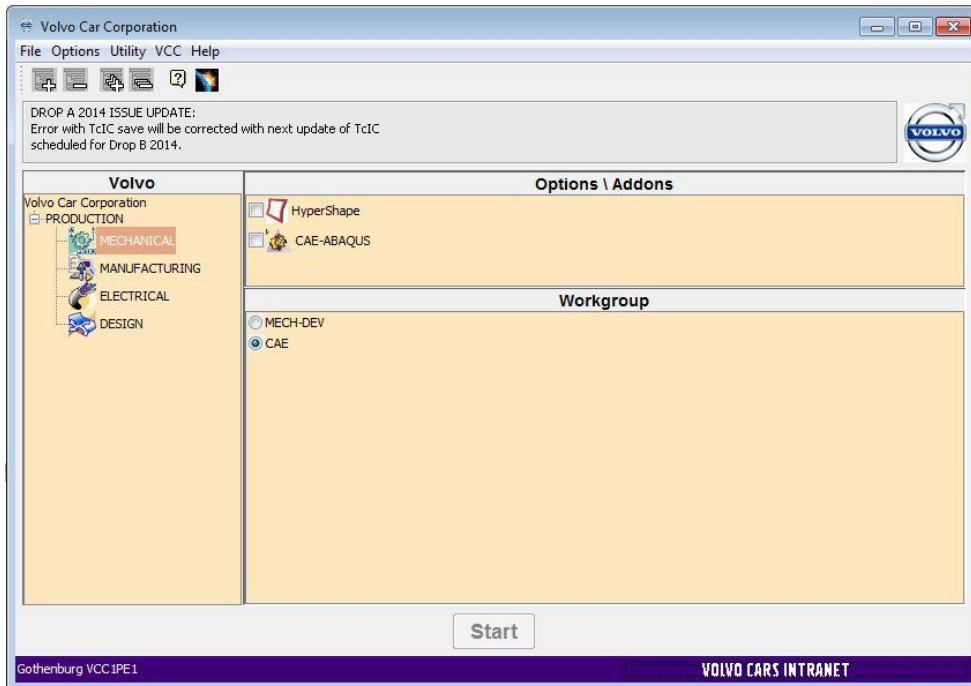 Volvo Car Corporation
File Options Utility VCC Help
DROP A 2014 ISSUE UPDATE:
Error with TcIC save will be corrected with next update of TcIC
scheduled for Drop B 2014.
VOLVO
Volvo
Volvo Car Corporation
PRODUCTION
MECHANICAL
MANUFACTURING
ELECTRICAL
DESIGN
Options \ Addons
HyperShape
CAE-ABAQUS
Workgroup
MECH-DEV
CAE
Start
Gothenburg VCC1PE1
VOLVO CARS INTRANET